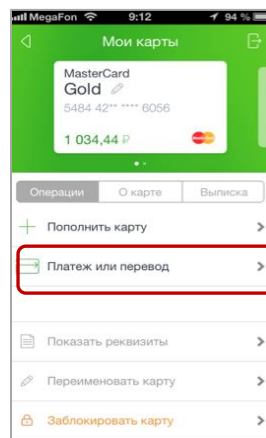 MegaFon 9:12 94 %
Мои карты
MasterCard
Gold
5484 42** **** 6056
1 034,44 ₽
Операции О карте Выписка
Пополнить карту
Платеж или перевод
Показать реквизиты
Переименовать карту
Заблокировать карту